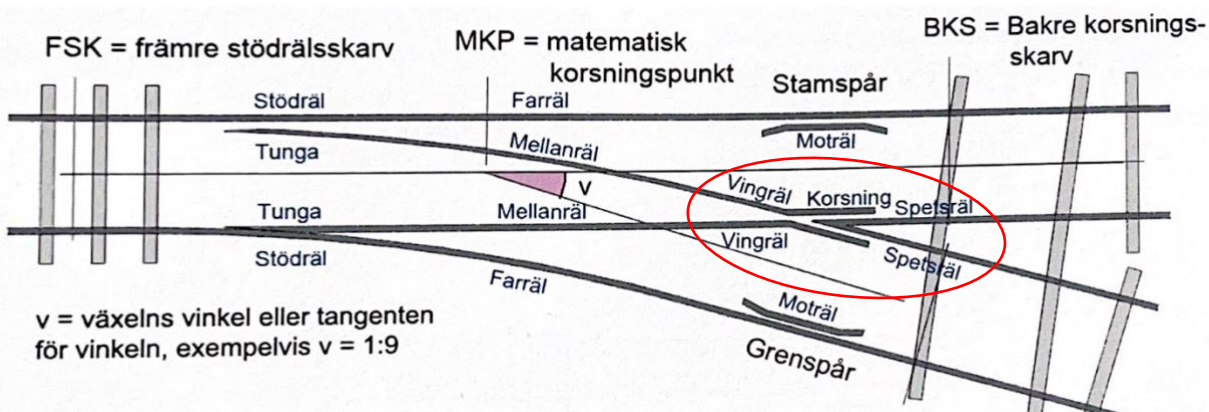 FSK = främre stödrälsskarv
MKP = matematisk
korsningspunkt
BKS = Bakre korsnings-
skarv
Stödräl
Farräl
Stamspår
Moträl
Tunga
Mellanräl
v
Vingräl
Korsning
Spetsräl
Tunga
Mellanräl
Vingräl
Spetsräl
Stödräl
Farräl
Moträl
Grenspår
v = växelns vinkel eller tangenten
för vinkeln, exempelvis v = 1:9